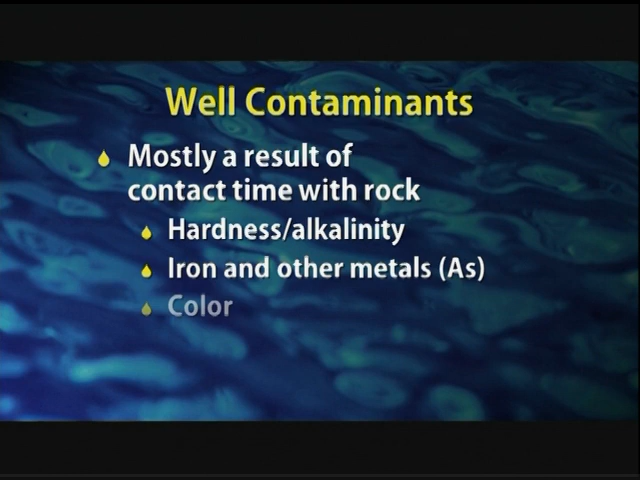 Well Contaminants
Mostly a result of
contact time with rock
Hardness/alkalinity
Iron and other metals (As)
Color